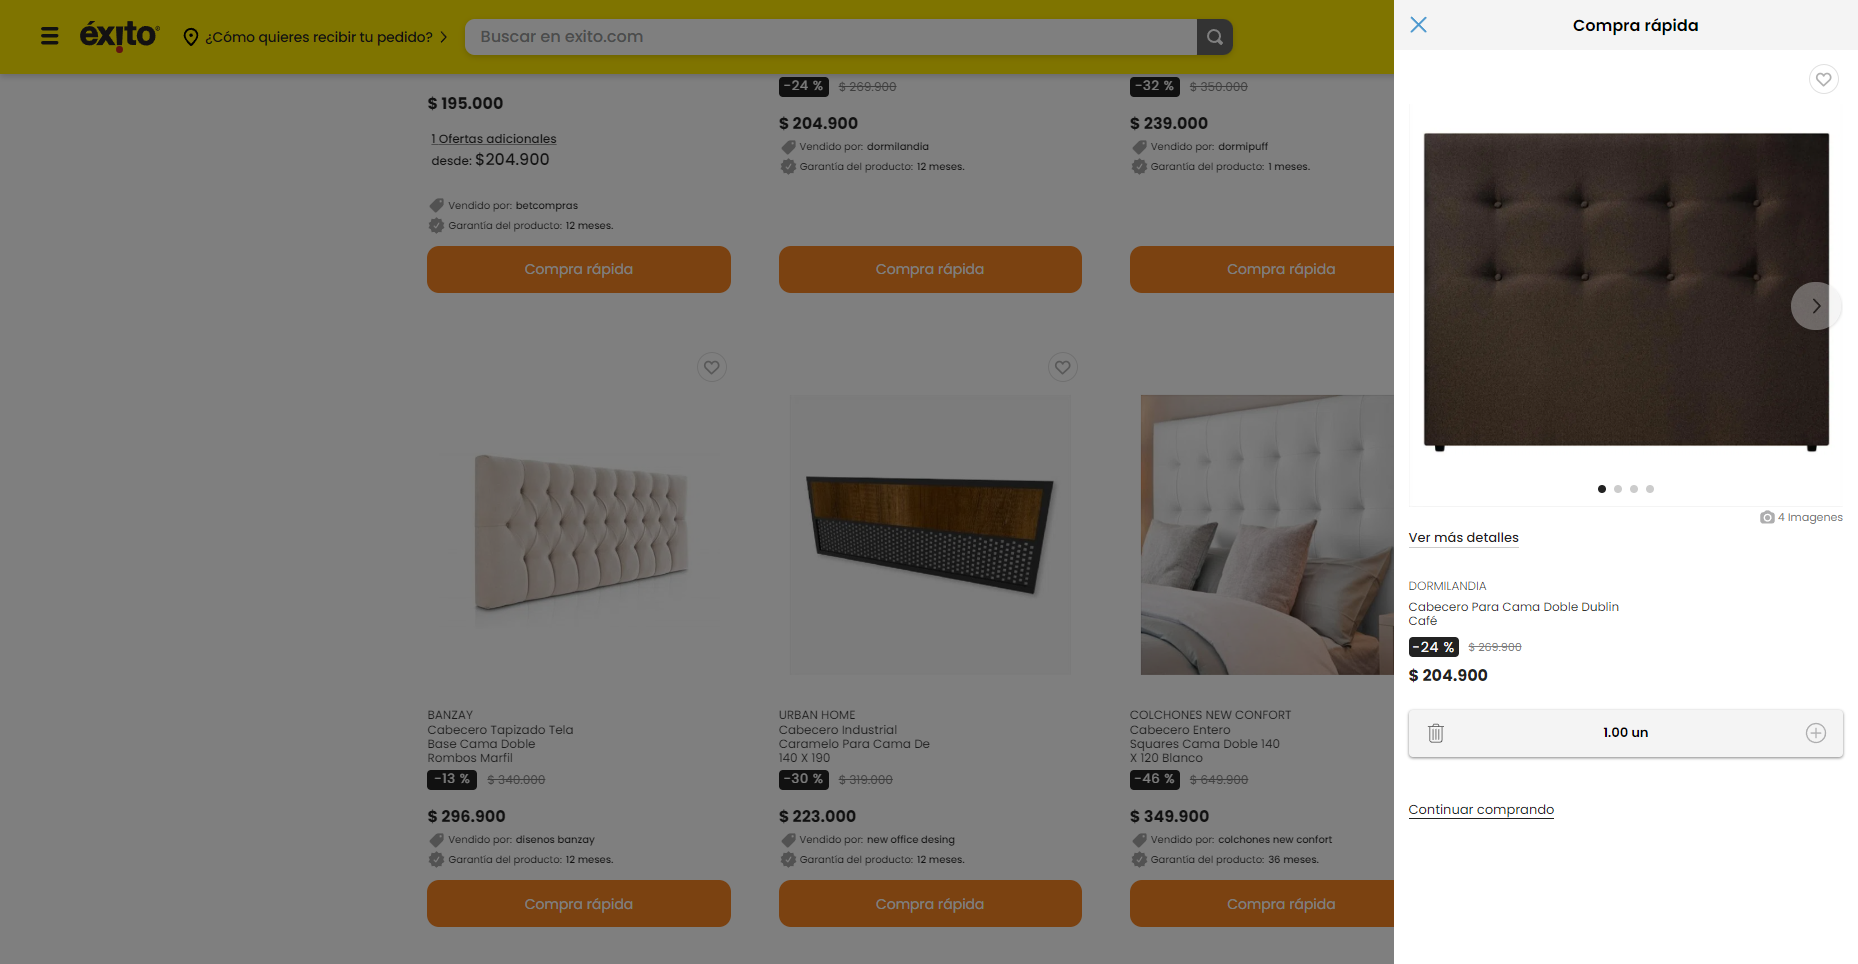 éxito
¿Cómo quieres recibir tu pedido?
Buscar en exito.com
$ 195.000
1 Ofertas adicionales
desde: $204.900
Vendido por: betcompras
Garantía del producto: 12 meses.
Compra rápida
-24 % $ 269.900
$ 204.900
Vendido por: dormilandia
Garantía del producto: 12 meses.
Compra rápida
-32 % $ 350.000
$ 239.000
Vendido por: dormipuff
Garantía del producto: 1 meses.
Compra rápida
BANZAY
Cabecero Tapizado Tela
Base Cama Doble
Rombos Marfil
-13 % $ 340.000
$ 296.900
Vendido por: disenos banzay
Garantía del producto: 12 meses.
Compra rápida
URBAN HOME
Cabecero Industrial
Caramelo Para Cama De
140 X 190
-30 % $ 319.000
$ 223.000
Vendido por: new office desing
Garantía del producto: 12 meses.
Compra rápida
COLCHONES NEW CONFORT
Cabecero Entero
Squares Cama Doble 140
X 120 Blanco
-46 % $ 649.900
$ 349.900
Vendido por: colchones new confort
Garantía del producto: 36 meses.
Compra rápida
Compra rápida
4 Imagenes
Ver más detalles
DORMILANDIA
Cabecero Para Cama Doble Dublin
Café
-24 % $ 269.900
$ 204.900
1.00 un
Continuar comprando